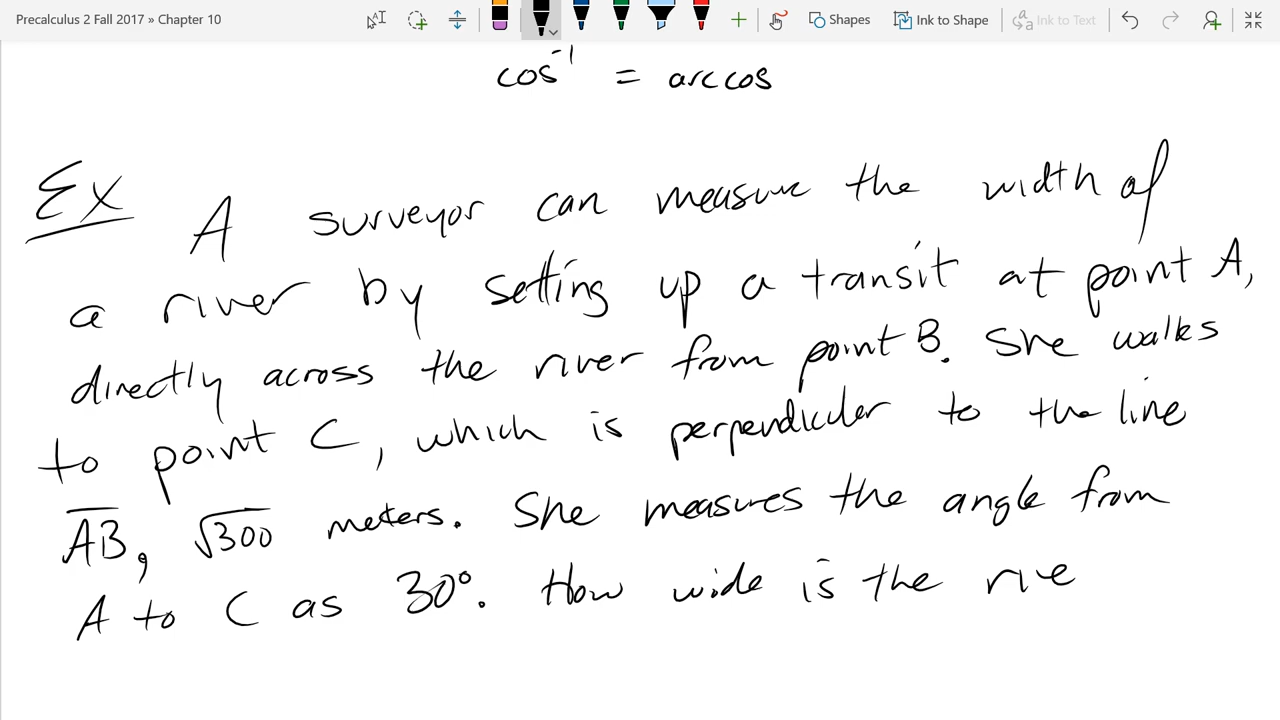 Precalculus 2 Fall 2017 » Chapter 10
Shapes
Ink to Shape
Ink to Text
cos⁻¹ = arccos
Ex A surveyor can measure the width of
a river by setting up a transit at point A,
directly across the river from point B. She walks
to point C, which is perpendicular to the line
A̅B̅, √300 meters. She measures the angle from
A to C as 30°. How wide is the rive